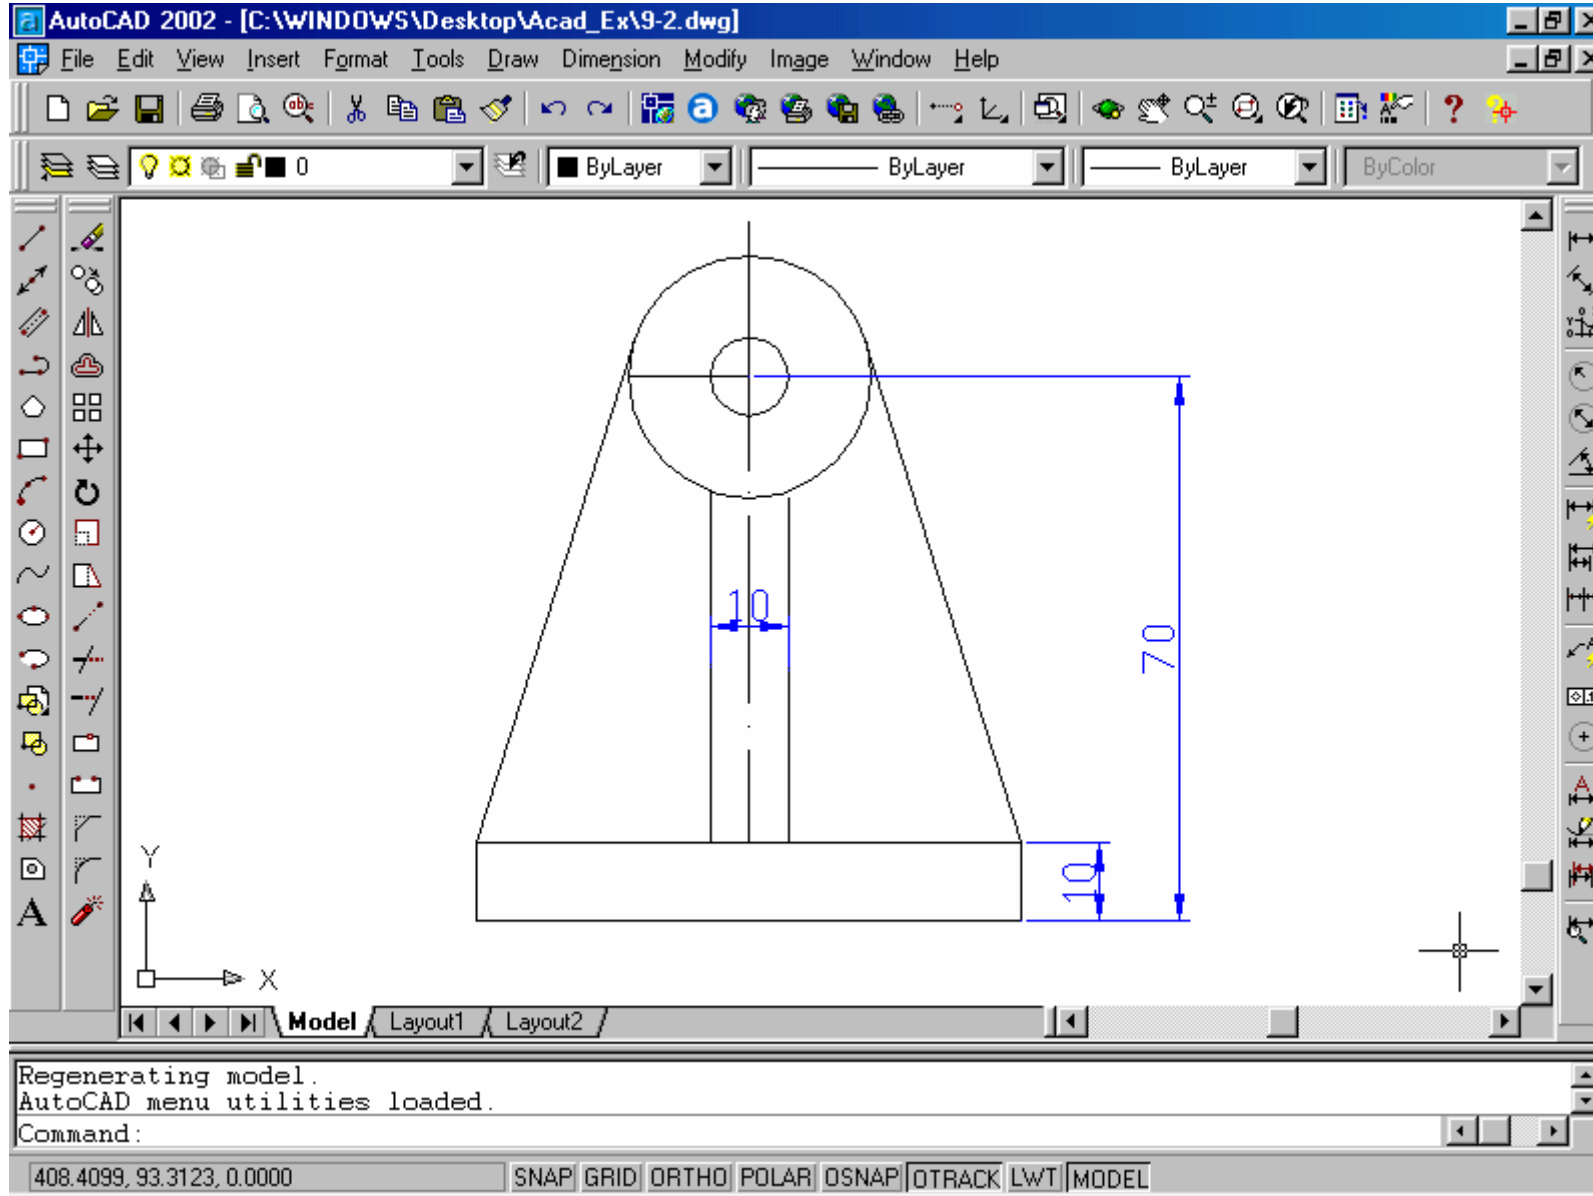 AutoCAD 2002 - [C:\WINDOWS\Desktop\Acad_Ex\9-2.dwg]
File Edit View Insert Format Tools Draw Dimension Modify Image Window Help
0 ByLayer ByLayer ByLayer ByColor
10
70
10
Y
X
A
Model Layout1 Layout2
Regenerating model.
AutoCAD menu utilities loaded.
Command:
408.4099, 93.3123, 0.0000 SNAP GRID ORTHO POLAR OSNAP OTRACK LWT MODEL